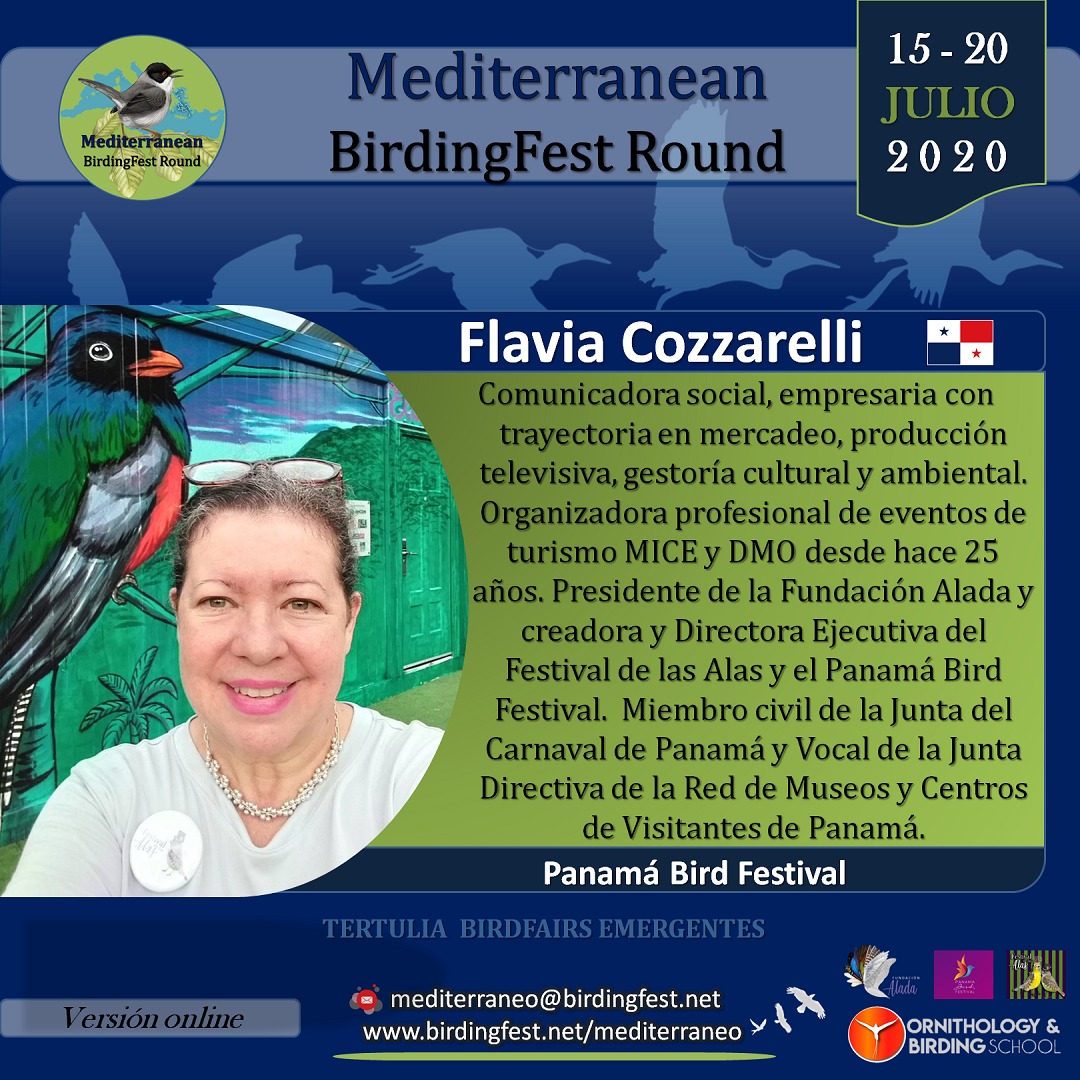 Mediterranean
BirdingFest Round
15 - 20
JULIO
2020
Mediterranean
BirdingFest Round
Flavia Cozzarelli
Comunicadora social, empresaria con
trayectoria en mercadeo, producción
televisiva, gestoría cultural y ambiental.
Organizadora profesional de eventos de
turismo MICE y DMO desde hace 25
años. Presidente de la Fundación Alada y
creadora y Directora Ejecutiva del
Festival de las Alas y el Panamá Bird
Festival. Miembro civil de la Junta del
Carnaval de Panamá y Vocal de la Junta
Directiva de la Red de Museos y Centros
de Visitantes de Panamá.
Panamá Bird Festival
TERTULIA BIRDFAIRS EMERGENTES
Versión online
mediterraneo@birdingfest.net
www.birdingfest.net/mediterraneo
FUNDACIÓN
Alada
PANAMÁ
Bird
FESTIVAL
ORNITHOLOGY &
BIRDING SCHOOL